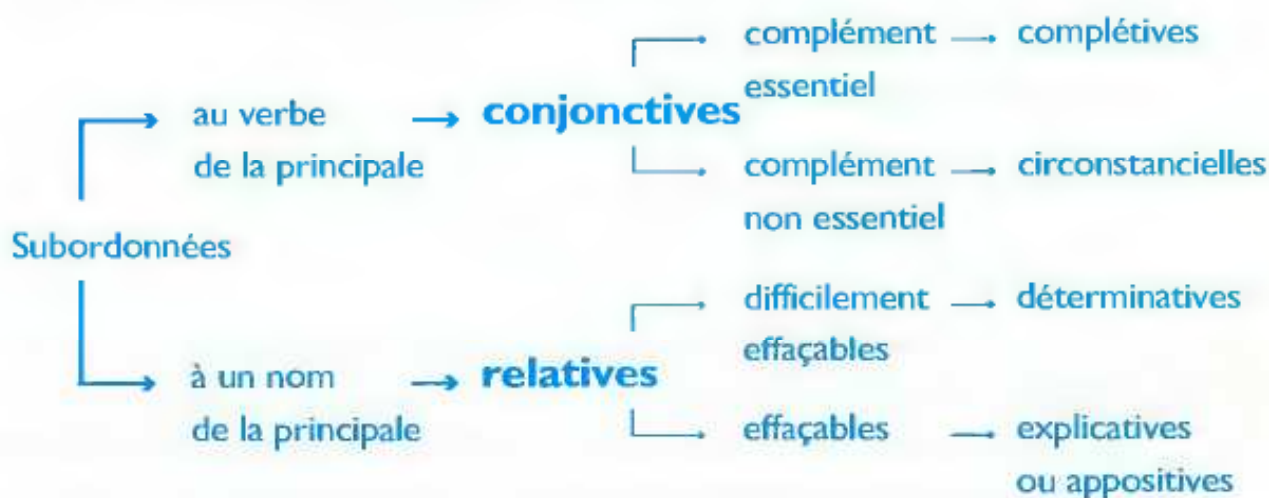 complément → complétives
essentiel
au verbe → conjonctives
de la principale
complément → circonstancielles
non essentiel
Subordonnées
difficilement → déterminatives
effaçables
à un nom → relatives
de la principale
effaçables → explicatives
ou appositives